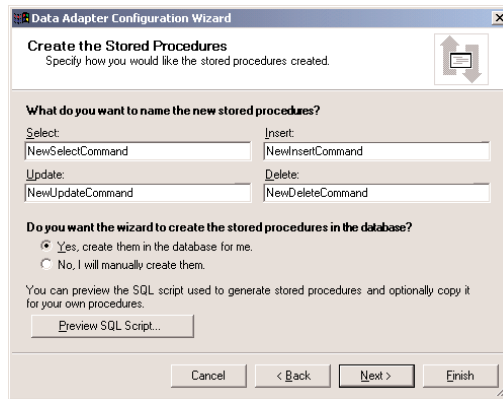 Data Adapter Configuration Wizard
Create the Stored Procedures
Specify how you would like the stored procedures created.
What do you want to name the new stored procedures?
Select: Insert:
NewSelectCommand NewInsertCommand
Update: Delete:
NewUpdateCommand NewDeleteCommand
Do you want the wizard to create the stored procedures in the database?
Yes, create them in the database for me.
No, I will manually create them.
You can preview the SQL script used to generate stored procedures and optionally copy it
for your own procedures.
Preview SQL Script...
Cancel < Back Next > Finish